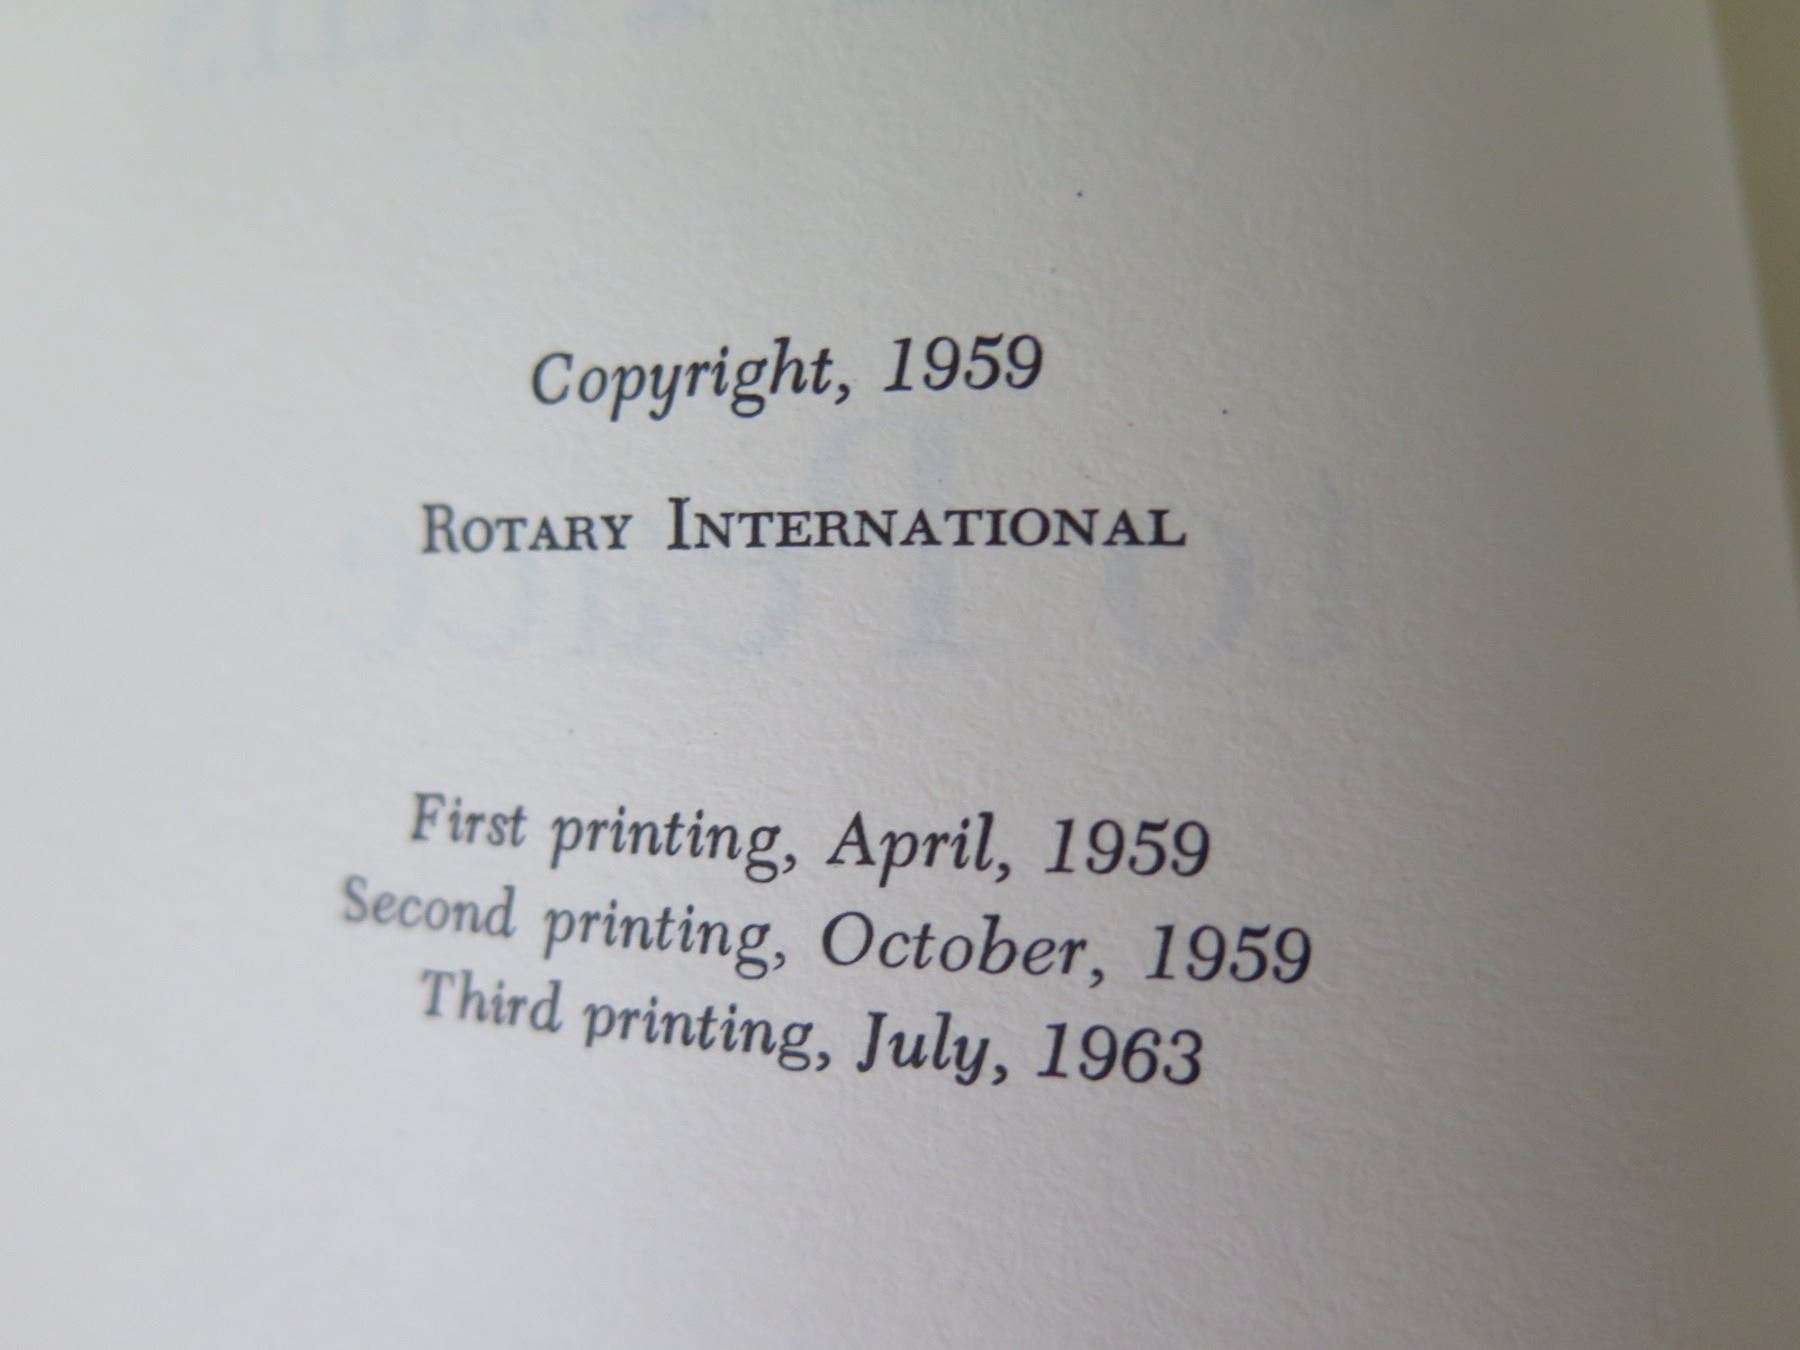 Copyright, 1959
ROTARY INTERNATIONAL
First printing, April, 1959
Second printing, October, 1959
Third printing, July, 1963